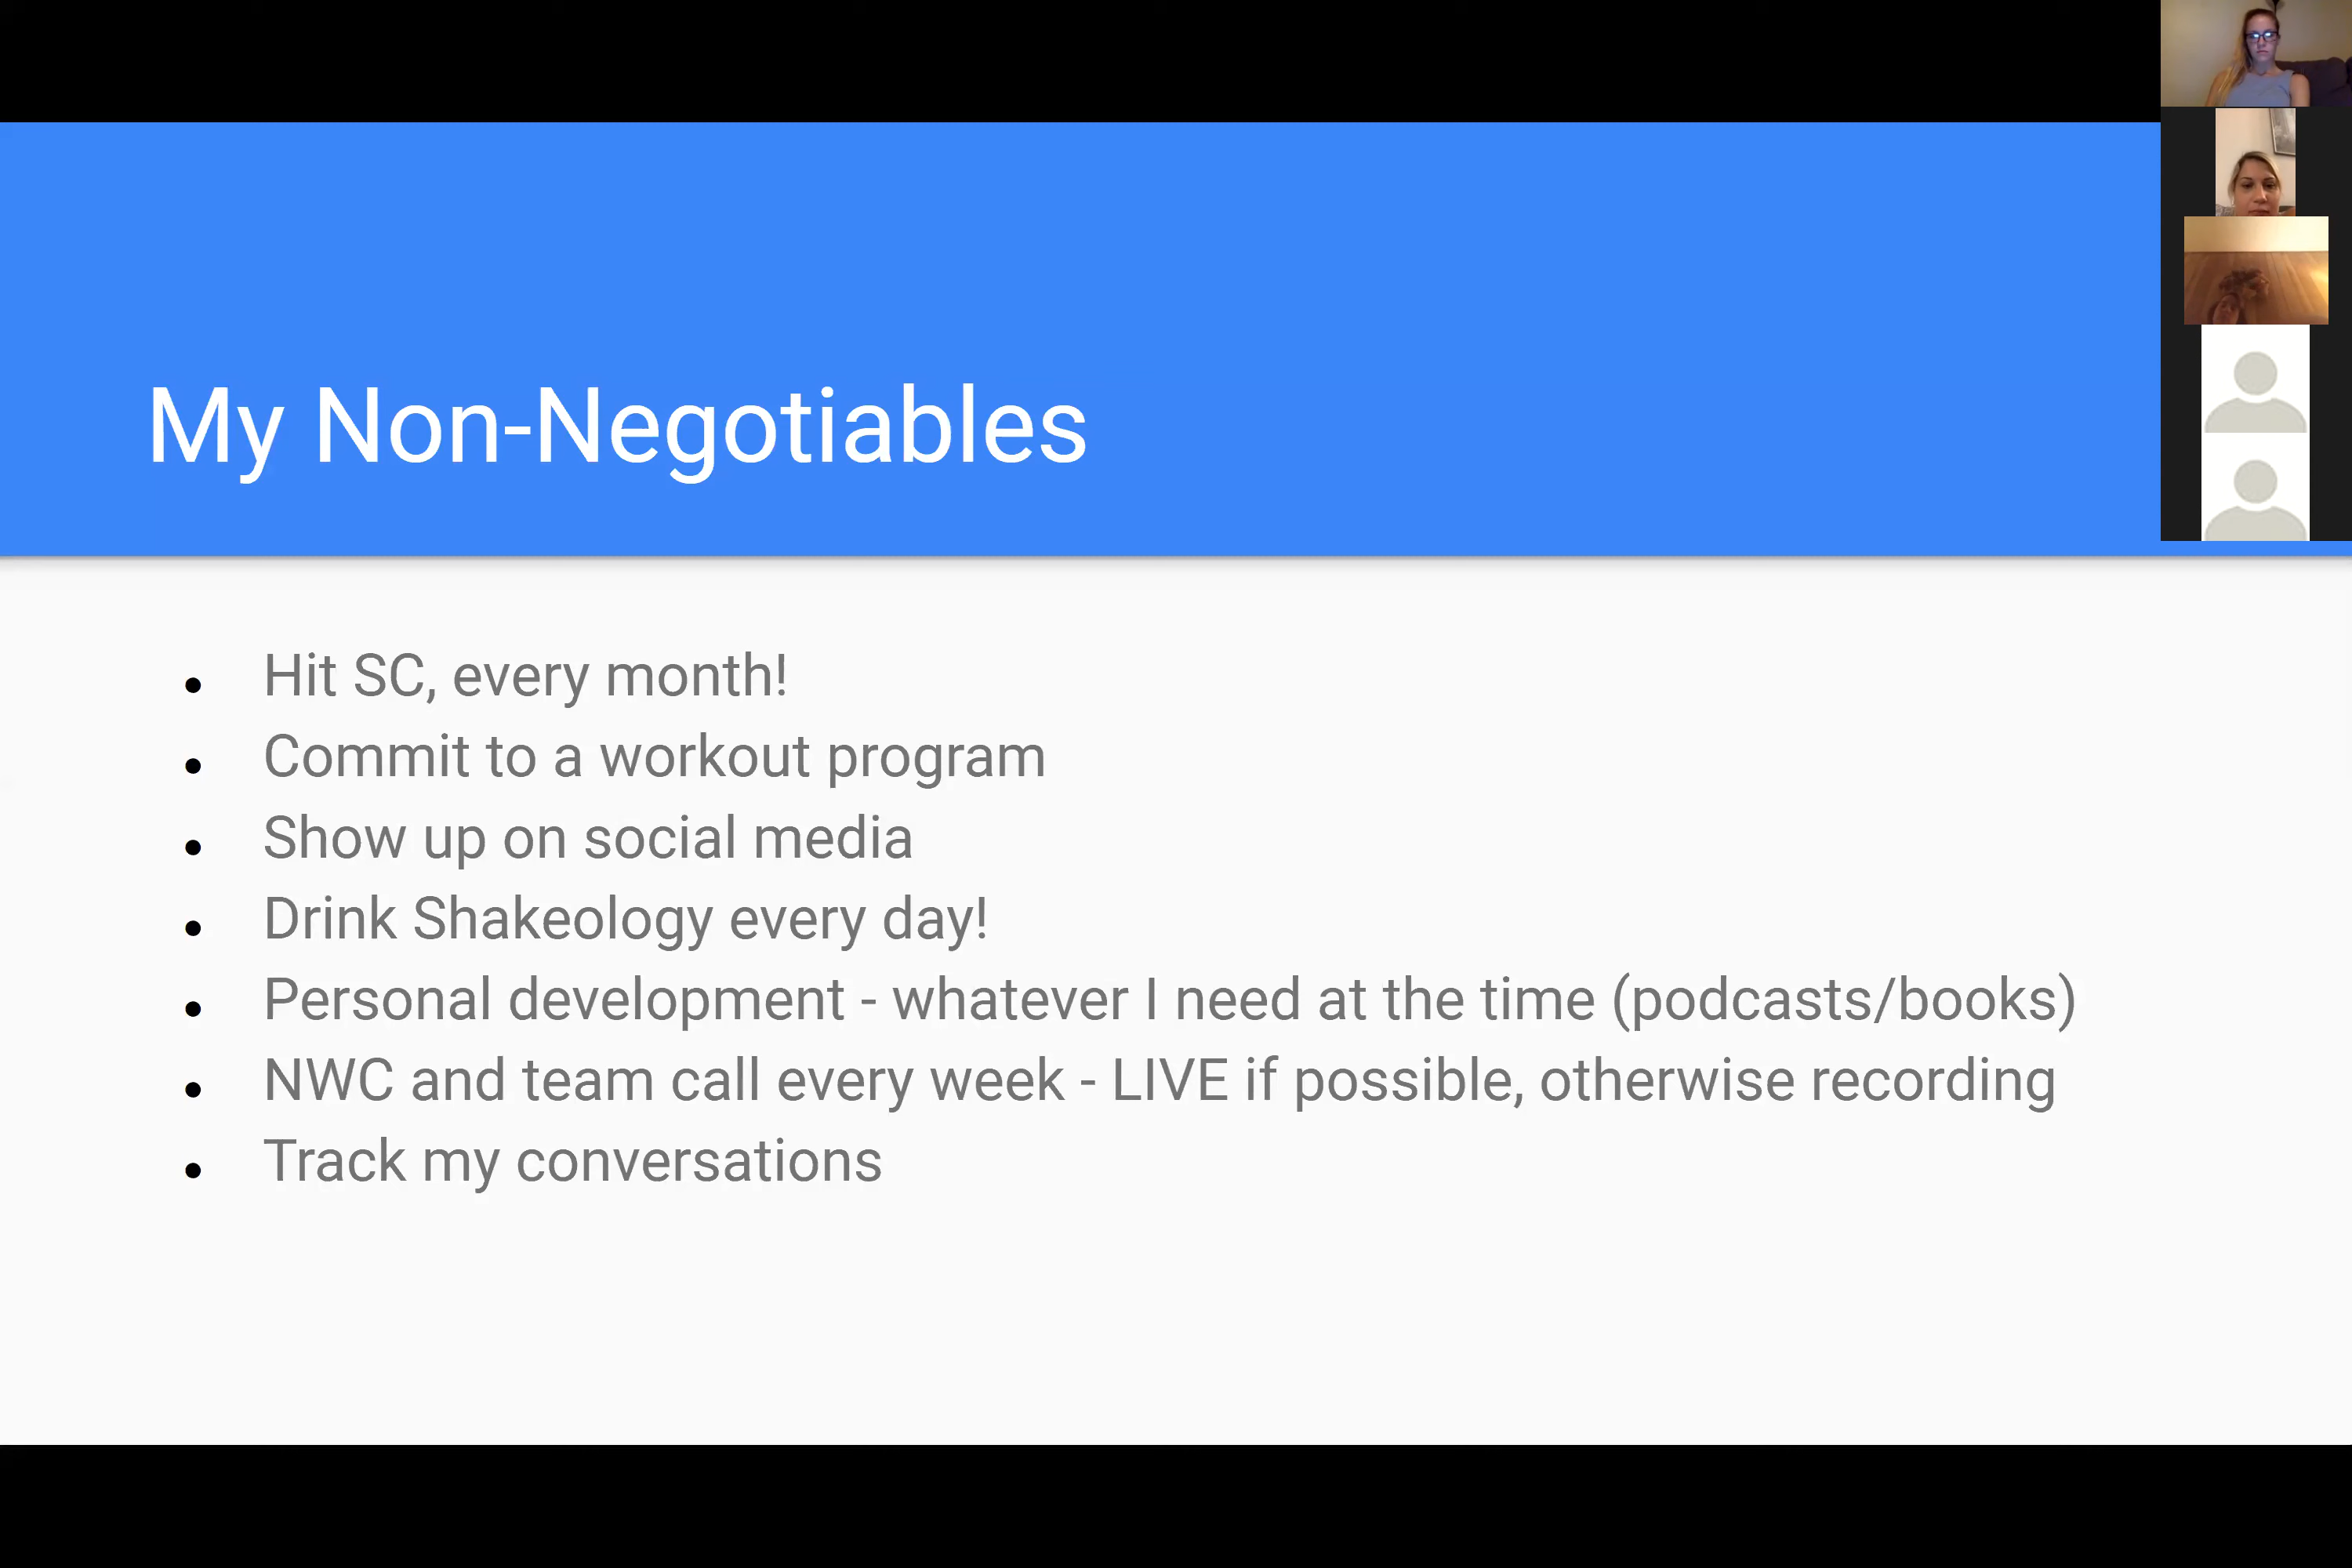 My Non-Negotiables
Hit SC, every month!
Commit to a workout program
Show up on social media
Drink Shakeology every day!
Personal development - whatever I need at the time (podcasts/books)
NWC and team call every week - LIVE if possible, otherwise recording
Track my conversations